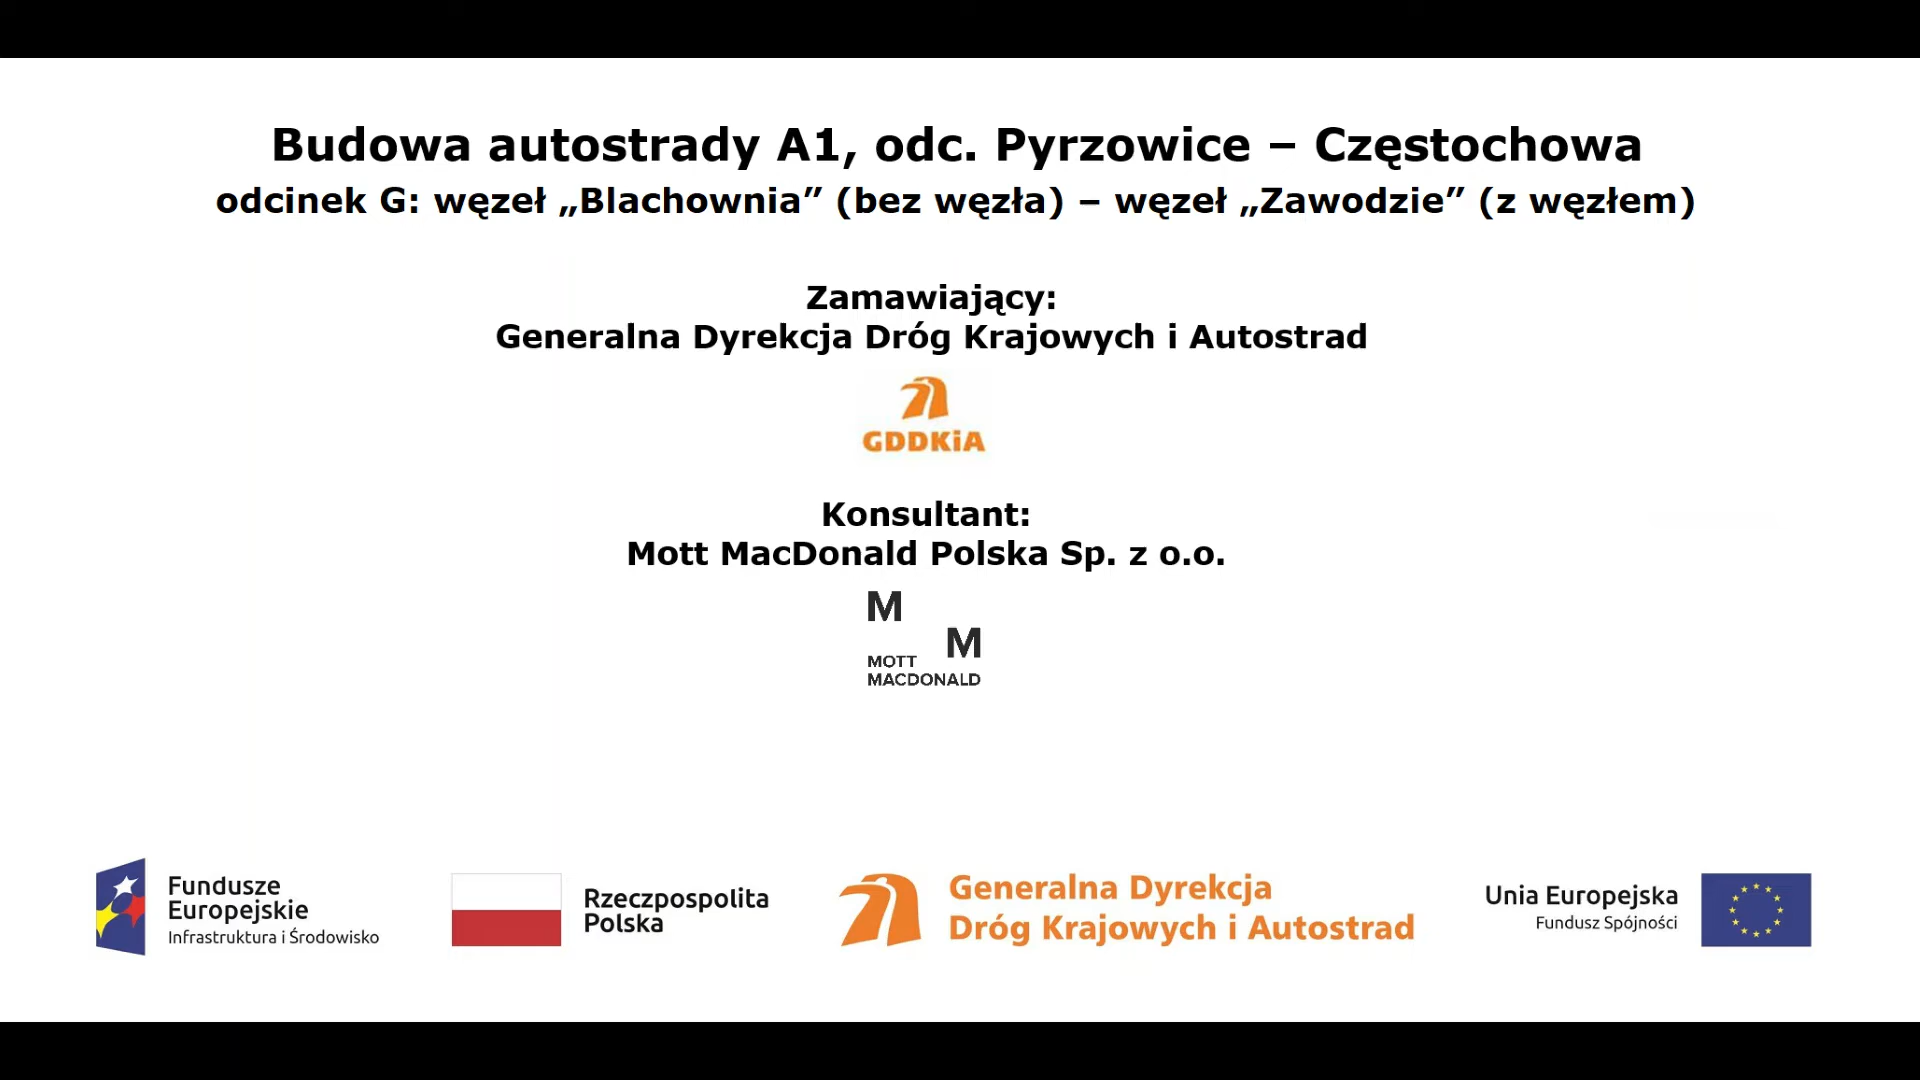 Budowa autostrady A1, odc. Pyrzowice – Częstochowa
odcinek G: węzeł „Blachownia” (bez węzła) – węzeł „Zawodzie” (z węzłem)
Zamawiający:
Generalna Dyrekcja Dróg Krajowych i Autostrad
GDDKiA
Konsultant:
Mott MacDonald Polska Sp. z o.o.
M
M
MOTT
MACDONALD
Fundusze
Europejskie
Infrastruktura i Środowisko
Rzeczpospolita
Polska
Generalna Dyrekcja
Dróg Krajowych i Autostrad
Unia Europejska
Fundusz Spójności